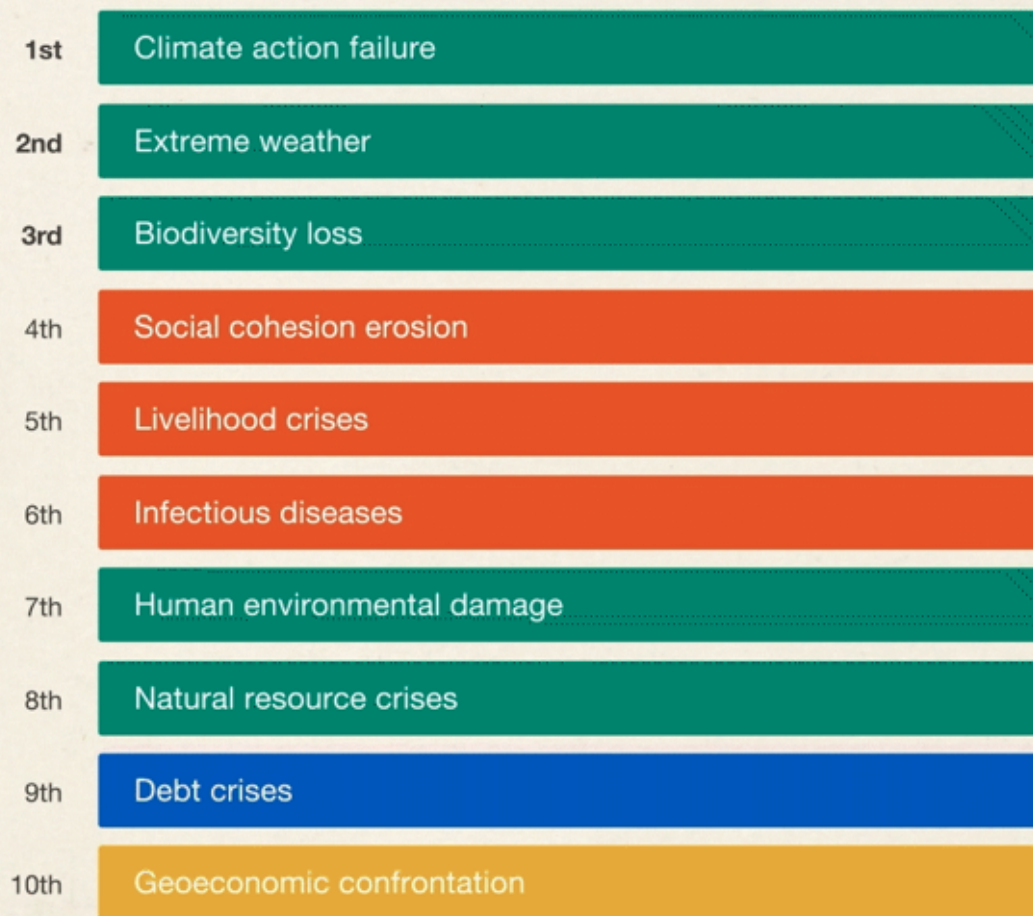 1st Climate action failure
2nd Extreme weather
3rd Biodiversity loss
4th Social cohesion erosion
5th Livelihood crises
6th Infectious diseases
7th Human environmental damage
8th Natural resource crises
9th Debt crises
10th Geoeconomic confrontation